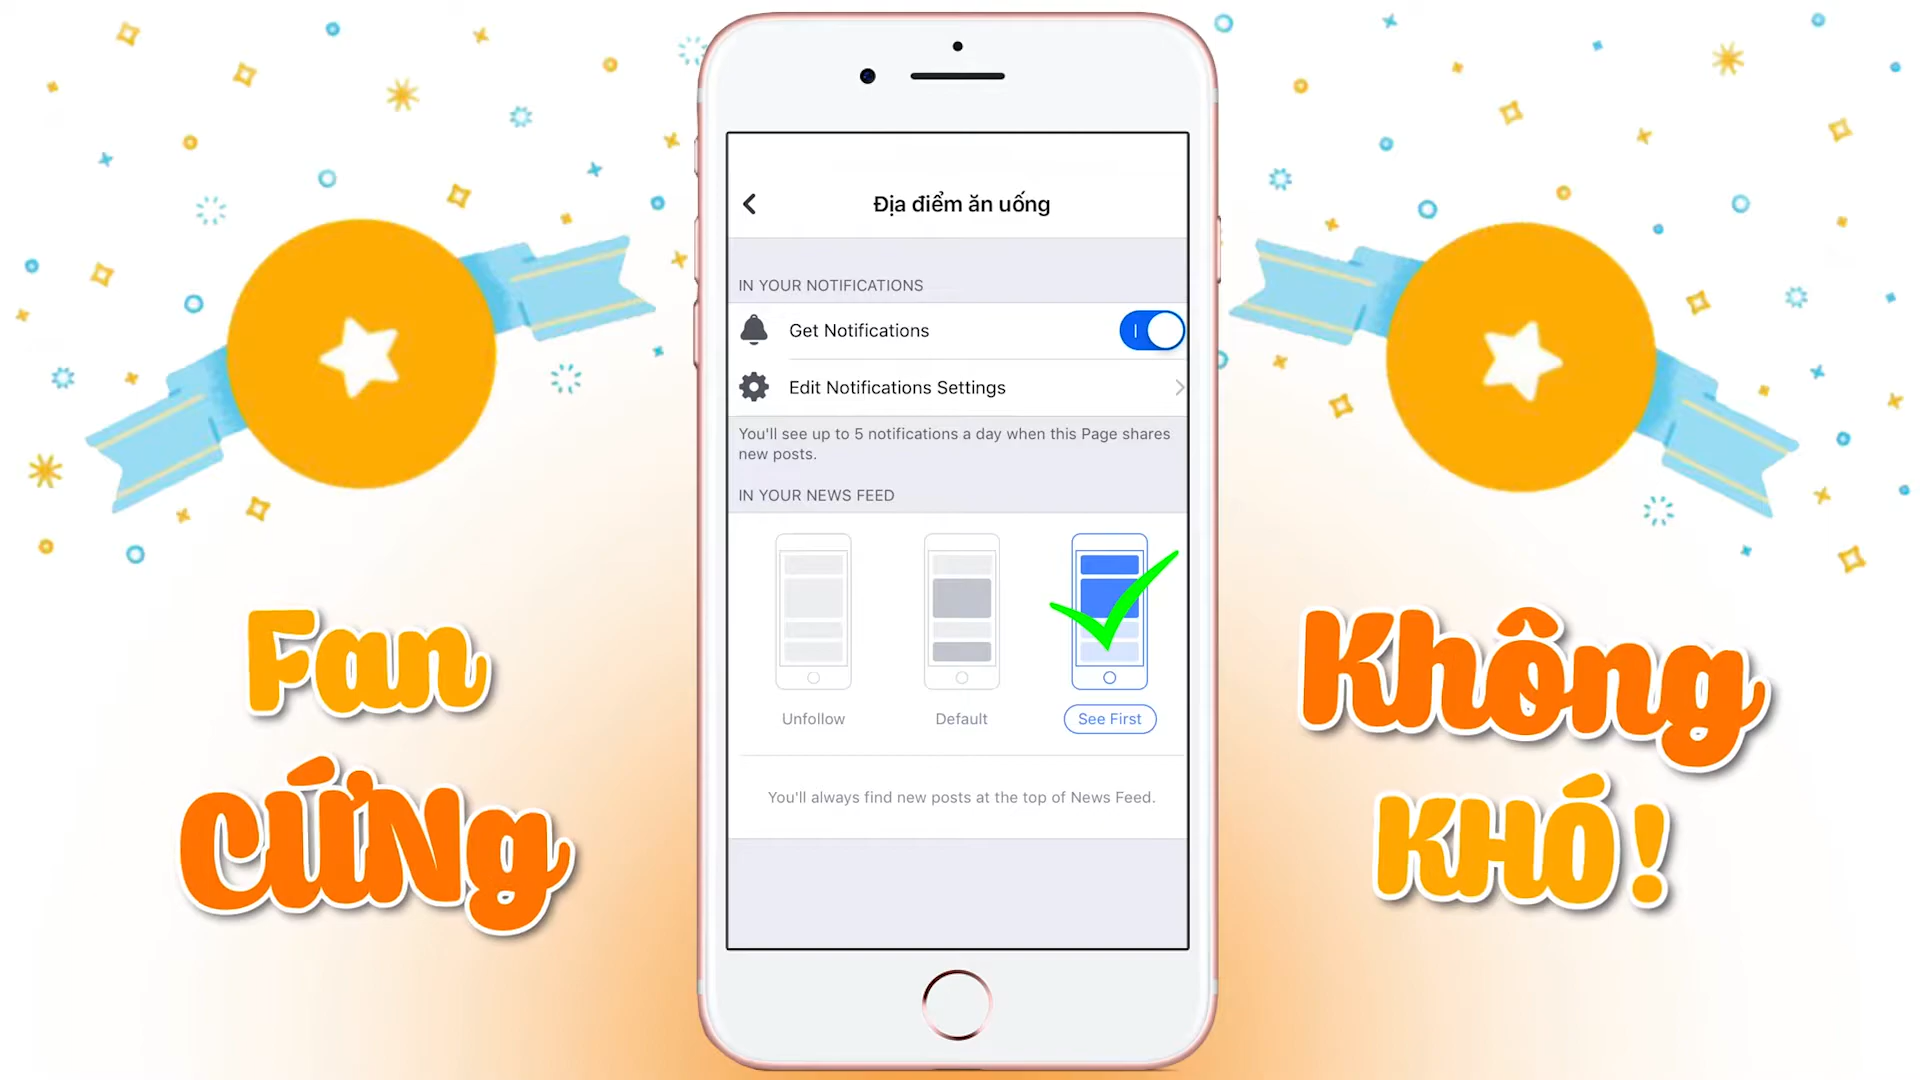 Địa điểm ăn uống
IN YOUR NOTIFICATIONS
Get Notifications
Edit Notifications Settings
You'll see up to 5 notifications a day when this Page shares
new posts.
IN YOUR NEWS FEED
Unfollow
Default
See First
You'll always find new posts at the top of News Feed.
Fan
CỨNg
Không
KHÓ!